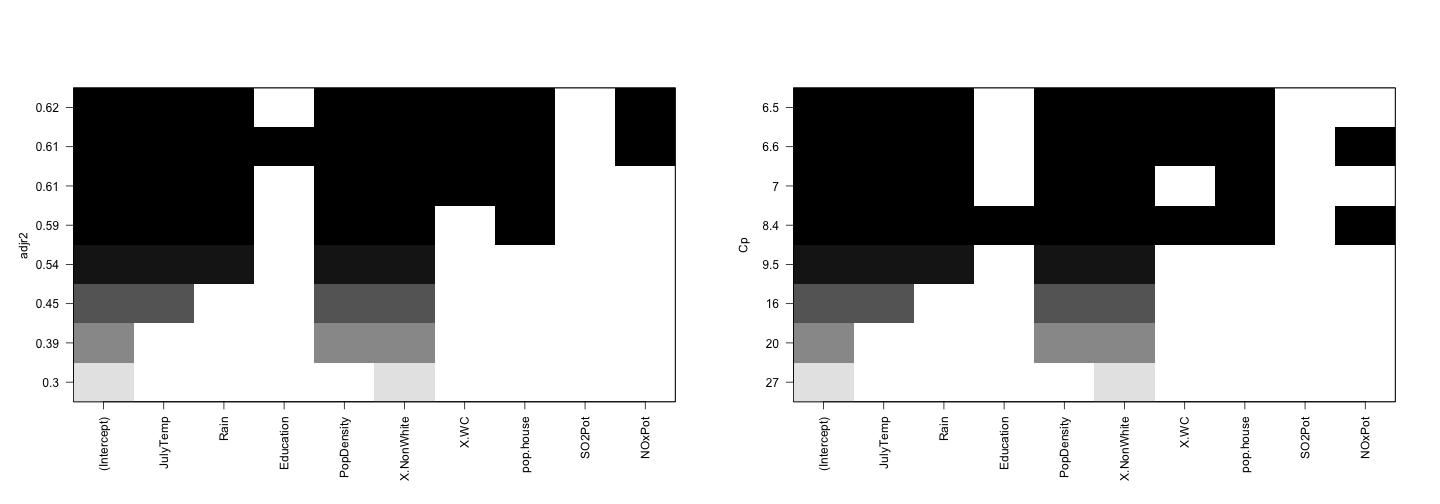 0.62
0.61
0.61
0.59
0.54
0.45
0.39
0.3
adjr2
(Intercept)
JulyTemp
Rain
Education
PopDensity
X.NonWhite
X.WC
pop.house
SO2Pot
NOxPot
6.5
6.6
7
8.4
9.5
16
20
27
Cp
(Intercept)
JulyTemp
Rain
Education
PopDensity
X.NonWhite
X.WC
pop.house
SO2Pot
NOxPot